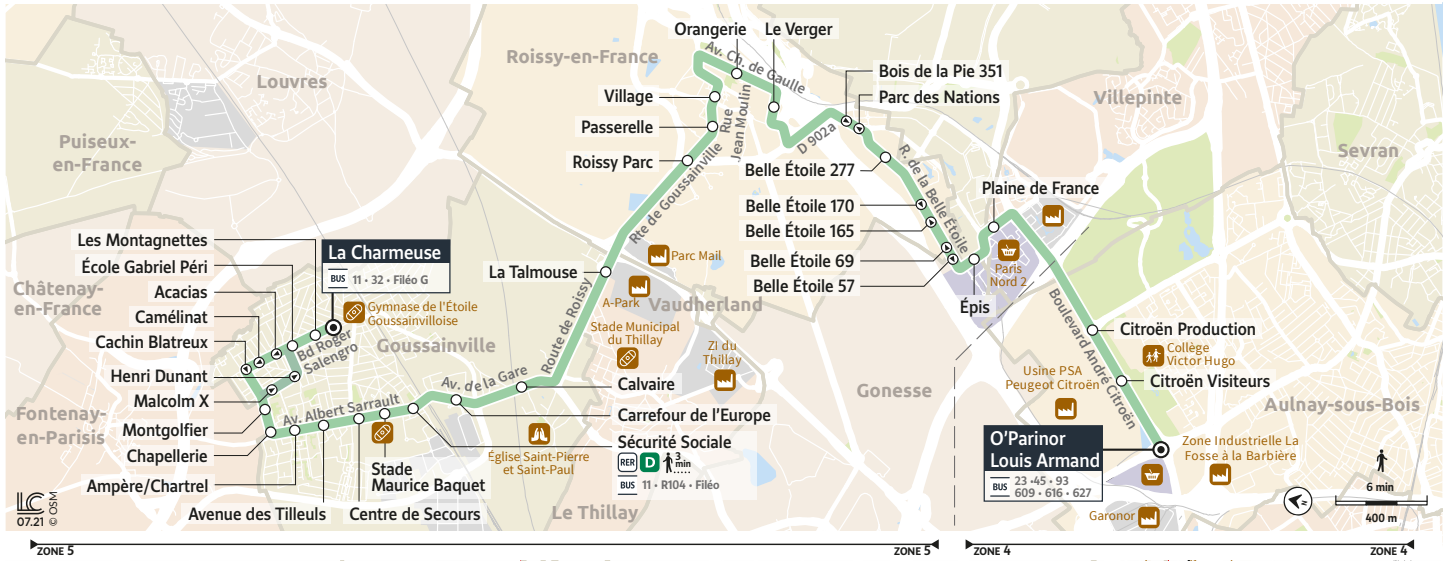 Orangerie
Le Verger
Roissy-en-France
Av. Ch. de Gaulle
Louvres
Bois de la Pie 351
Villepinte
Village
Parc des Nations
Rue
Jean Moulin
Passerelle
D 902a
Puiseux-
en-France
Sevran
Roissy Parc
Belle Étoile 277
R. de la Belle Étoile
Plaine de France
Rte de Goussainville
Belle Étoile 170
Belle Étoile 165
Les Montagnettes
La Charmeuse
BUS 11 • 32 • Filéo G
École Gabriel Péri
Parc Mail
Belle Étoile 69
Paris
Nord 2
La Talmouse
Belle Étoile 57
Châtenay-
en-France
Acacias
A-Park
Vaudherland
Épis
Gymnase de l'Étoile
Goussainvilloise
Camélinat
Boulevard André Citroën
Stade Municipal
du Thillay
Citroën Production
Cachin Blatreux
Bd Roger
Salengro
Goussainville
Route de Roissy
ZI du
Thillay
Collège
Victor Hugo
Henri Dunant
Av. de la Gare
Usine PSA
Peugeot Citroën
Calvaire
Citroën Visiteurs
Gonesse
Malcolm X
Fontenay-
en-Parisis
Av. Albert Sarrault
Carrefour de l'Europe
Aulnay-sous-Bois
Montgolfier
Sécurité Sociale
RER D 3
min
BUS 11 • R104 • Filéo
O'Parinor
Louis Armand
BUS 23 •45 • 93
609 • 616 • 627
Zone Industrielle La
Fosse à la Barbière
Chapellerie
Église Saint-Pierre
et Saint-Paul
Stade
Maurice Baquet
Ampère/Chartrel
6 min
400 m
N
LC
07.21 © OSM
Avenue des Tilleuls
Centre de Secours
Le Thillay
Garonor
ZONE 5
ZONE 5
ZONE 4
ZONE 4